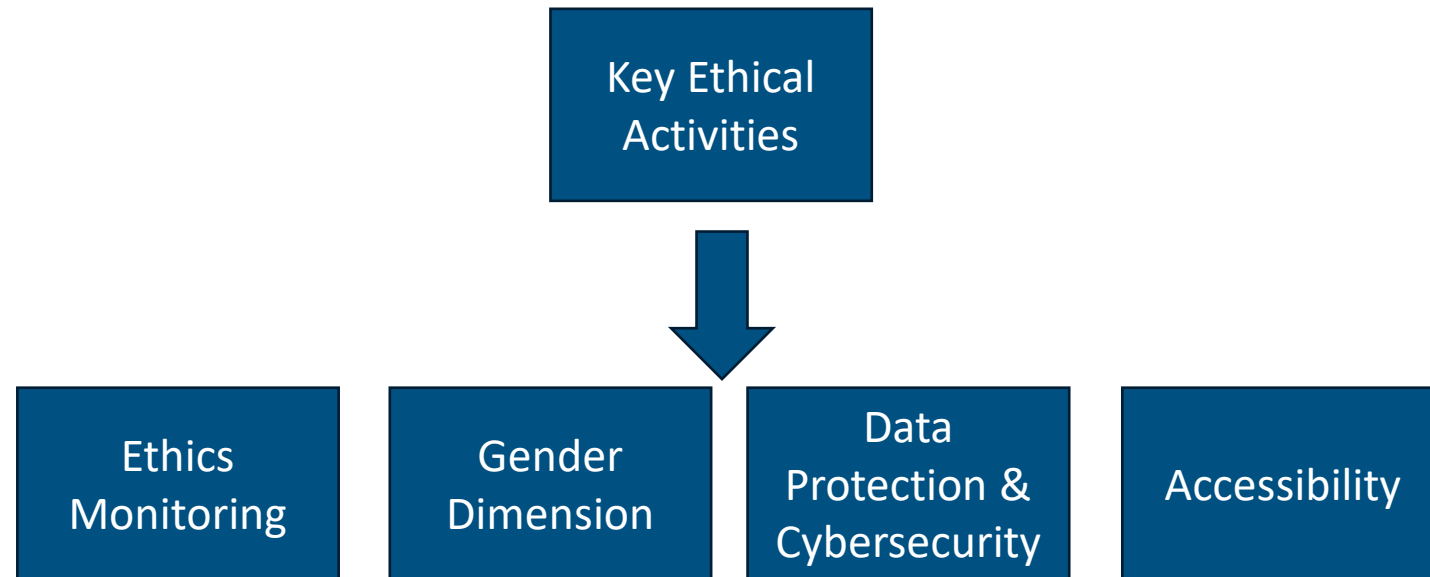 Key Ethical
Activities
Ethics
Monitoring
Gender
Dimension
Data
Protection &
Cybersecurity
Accessibility